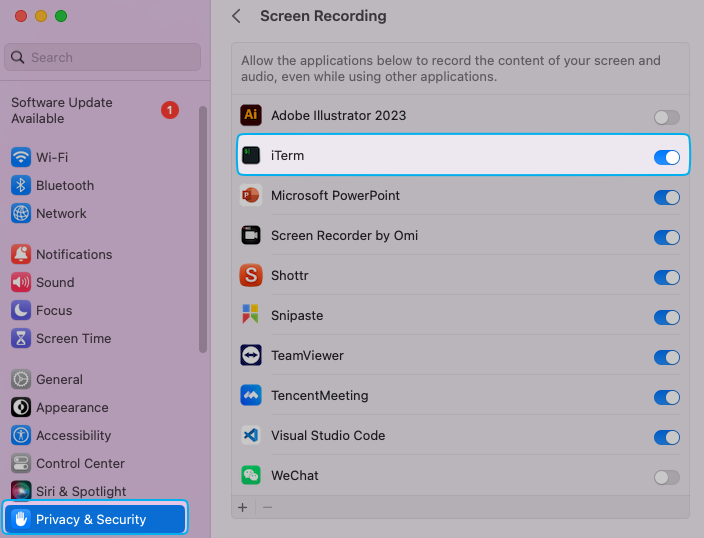 Screen Recording
Search
Allow the applications below to record the content of your screen and
audio, even while using other applications.
Software Update
Available
1
Wi-Fi
Bluetooth
Network
Notifications
Sound
Focus
Screen Time
General
Appearance
Accessibility
Control Center
Siri & Spotlight
Privacy & Security
Ai
Adobe Illustrator 2023
iTerm
P
Microsoft PowerPoint
Screen Recorder by Omi
S
Shottr
Snipaste
TeamViewer
TencentMeeting
Visual Studio Code
WeChat